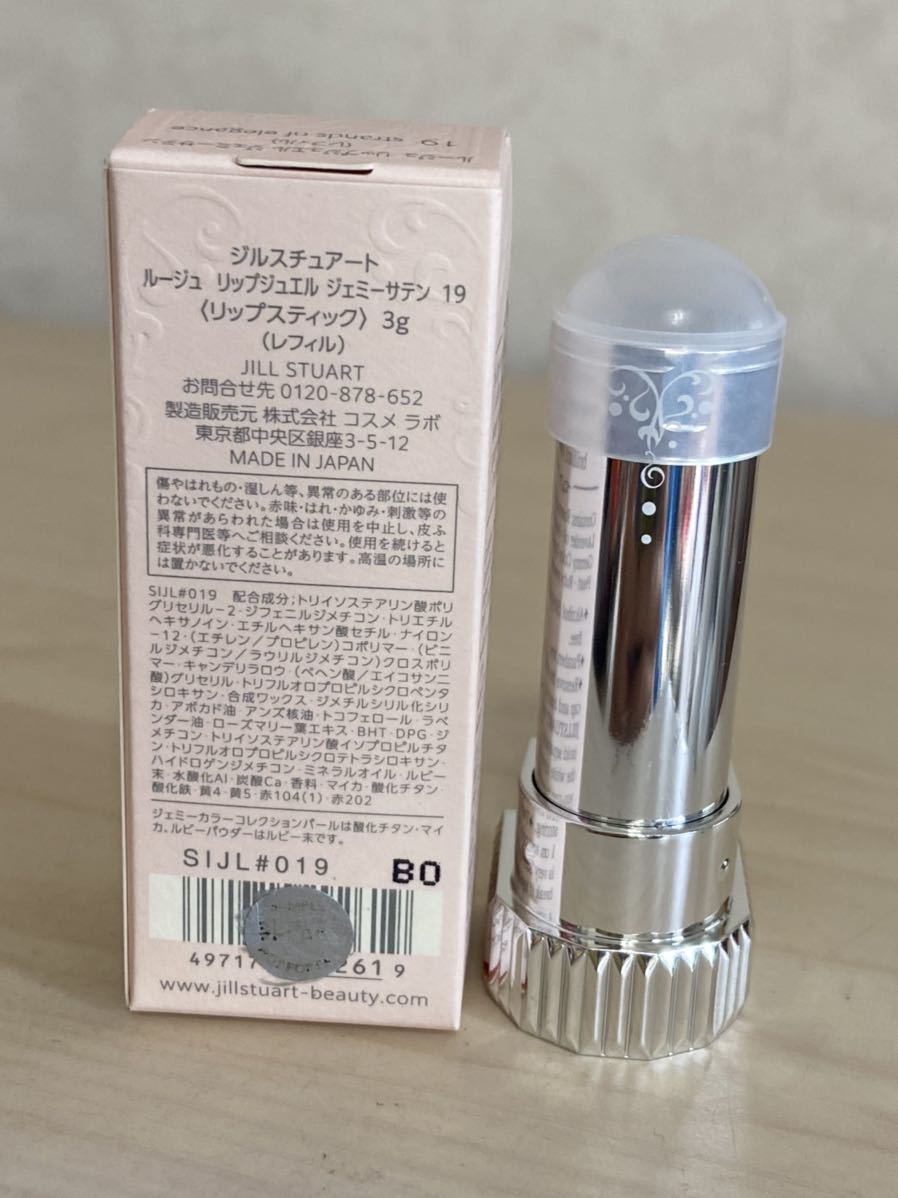 19 strands of elegance
(レフィル)
ルージュ リップジュエル ジェミーサテン
ジルスチュアート
ルージュ リップジュエル ジェミーサテン 19
〈リップスティック〉 3g
(レフィル)
JILL STUART
お問合せ先 0120-878-652
製造販売元 株式会社 コスメ ラボ
東京都中央区銀座3-5-12
MADE IN JAPAN
傷やはれもの・湿しん等、異常のある部位には使
わないでください。赤味・はれ・かゆみ・刺激等の
異常があらわれた場合は使用を中止し、皮ふ
科専門医等へご相談ください。使用を続けると
症状が悪化することがあります。高温の場所に
は置かないでください。
SIJL#019 配合成分;トリイソステアリン酸ポリ
グリセリル-2・ジフェニルジメチコン・トリエチル
ヘキサノイン・エチルヘキサン酸セチル・ナイロン
-12・(エチレン/プロピレン)コポリマー・(ビニ
ルジメチコン/ラウリルジメチコン)クロスポリ
マー・キャンデリラロウ・(ベヘン酸/エイコサン二
酸)グリセリル・トリフルオロプロピルシクロペンタ
シロキサン・合成ワックス・ジメチルシリル化シリ
カ・アボカド油・アンズ核油・トコフェロール・ラベ
ンダー油・ローズマリー葉エキス・BHT・DPG・ジ
メチコン・トリイソステアリン酸イソプロピルチタ
ン・トリフルオロプロピルシクロテトラシロキサン・
ハイドロゲンジメチコン・ミネラルオイル・ルビー
末・水酸化Al・炭酸Ca・香料・マイカ・酸化チタン・
酸化鉄・黄4・黄5・赤104(1)・赤202
ジェミーカラーコレクションパールは酸化チタン・マイ
カ、ルビーパウダーはルビー末です。
SIJL#019 BO
49717 2619
www.jillstuart-beauty.com